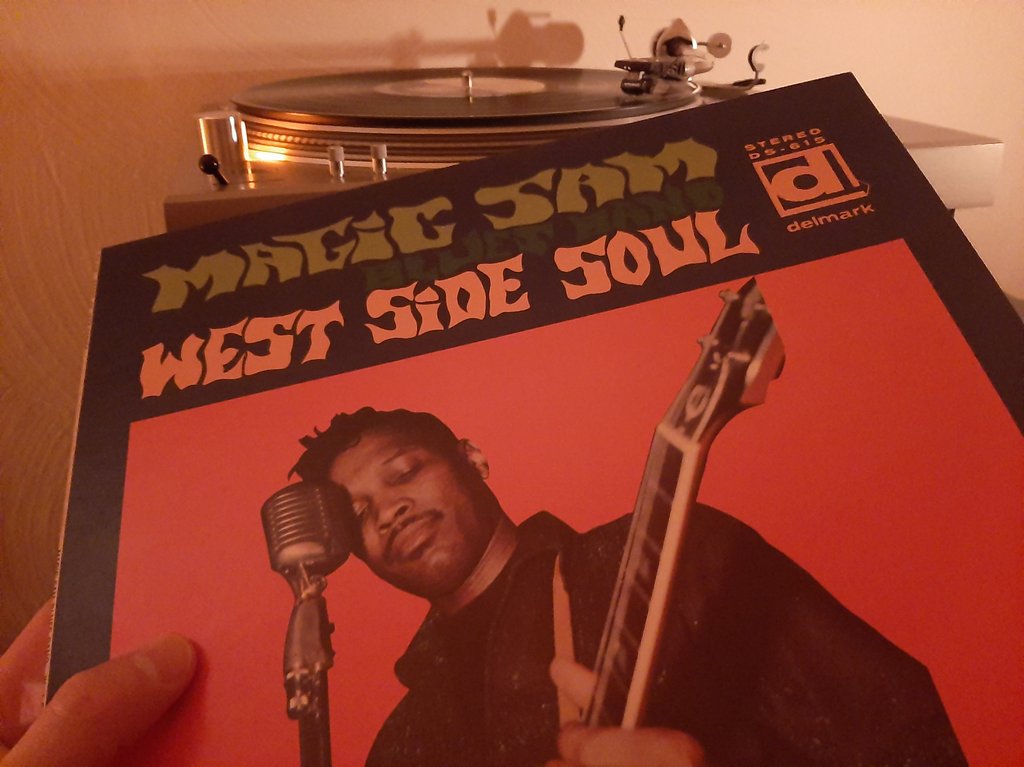 MAGIC SAM
BLUES BAND
WEST SIDE SOUL
STEREO
DS-615
d
delmark